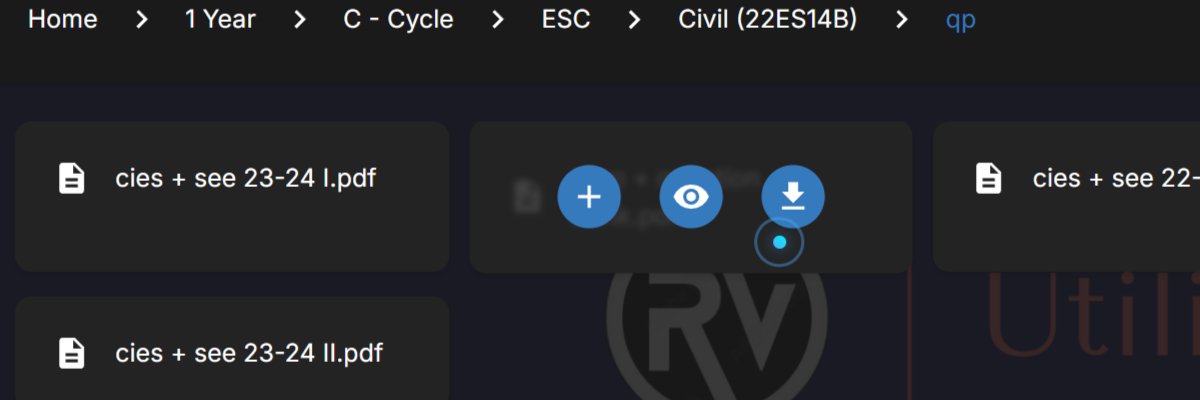 Home > 1 Year > C - Cycle > ESC > Civil (22ES14B) > qp
cies + see 23-24 I.pdf
cies + see 22-
cies + see 23-24 II.pdf
RV
Utili